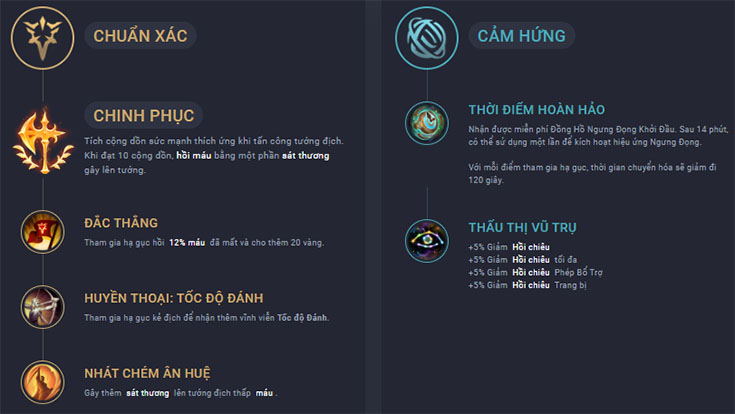 CHUẨN XÁC
CHINH PHỤC
Tích cộng dồn sức mạnh thích ứng khi tấn công tướng địch.
Khi đạt 10 cộng dồn, hồi máu bằng một phần sát thương
gây lên tướng.
ĐẮC THẮNG
Tham gia hạ gục hồi 12% máu đã mất và cho thêm 20 vàng.
HUYỀN THOẠI: TỐC ĐỘ ĐÁNH
Tham gia hạ gục kẻ địch để nhận thêm vĩnh viễn Tốc độ Đánh.
NHÁT CHÉM ÂN HUỆ
Gây thêm sát thương lên tướng địch thấp máu .
CẢM HỨNG
THỜI ĐIỂM HOÀN HẢO
Nhận được miễn phí Đồng Hồ Ngưng Đọng Khởi Đầu. Sau 14 phút,
có thể sử dụng một lần để kích hoạt hiệu ứng Ngưng Đọng.
Với mỗi điểm tham gia hạ gục, thời gian chuyển hóa sẽ giảm đi
120 giây.
THẤU THỊ VŨ TRỤ
+5% Giảm Hồi chiêu
+5% Giảm Hồi chiêu tối đa
+5% Giảm Hồi chiêu Phép Bổ Trợ
+5% Giảm Hồi chiêu Trang bị